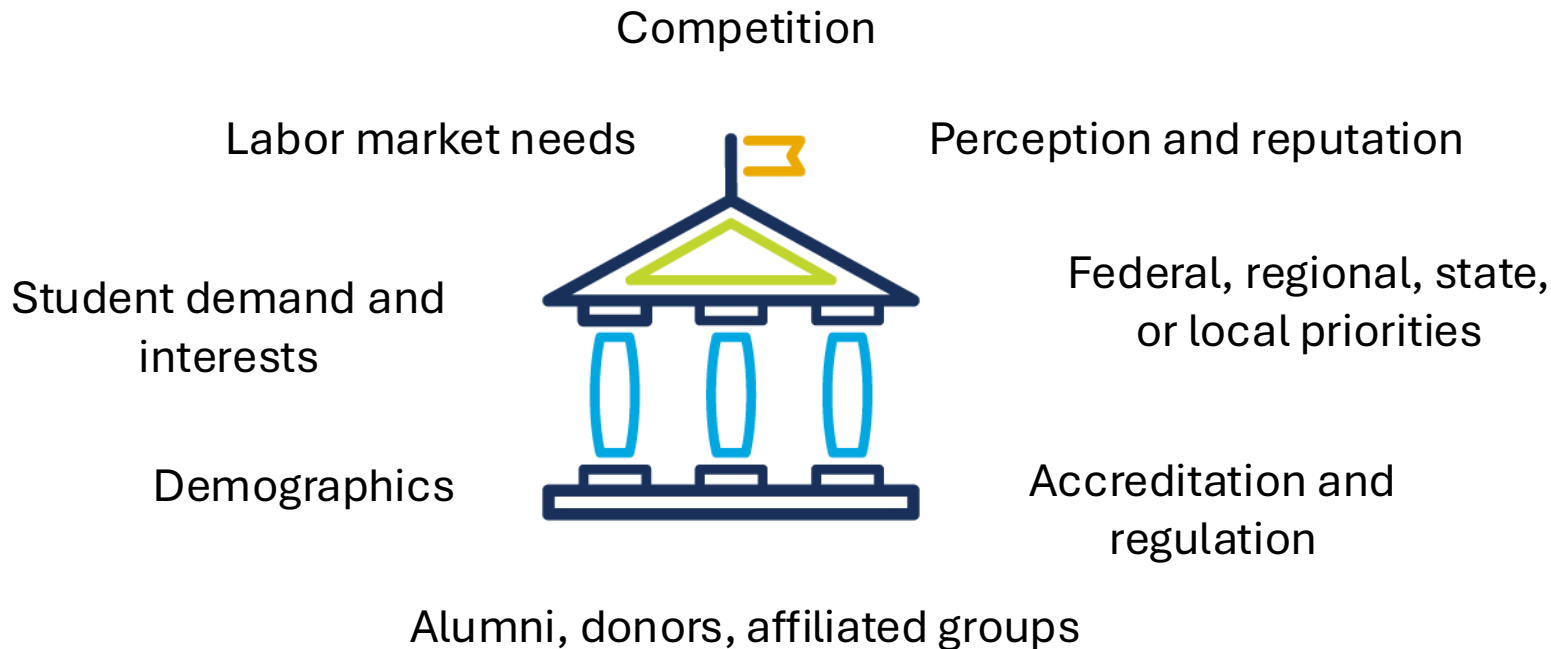 Competition
Labor market needs
Perception and reputation
Student demand and
interests
Federal, regional, state,
or local priorities
Demographics
Accreditation and
regulation
Alumni, donors, affiliated groups